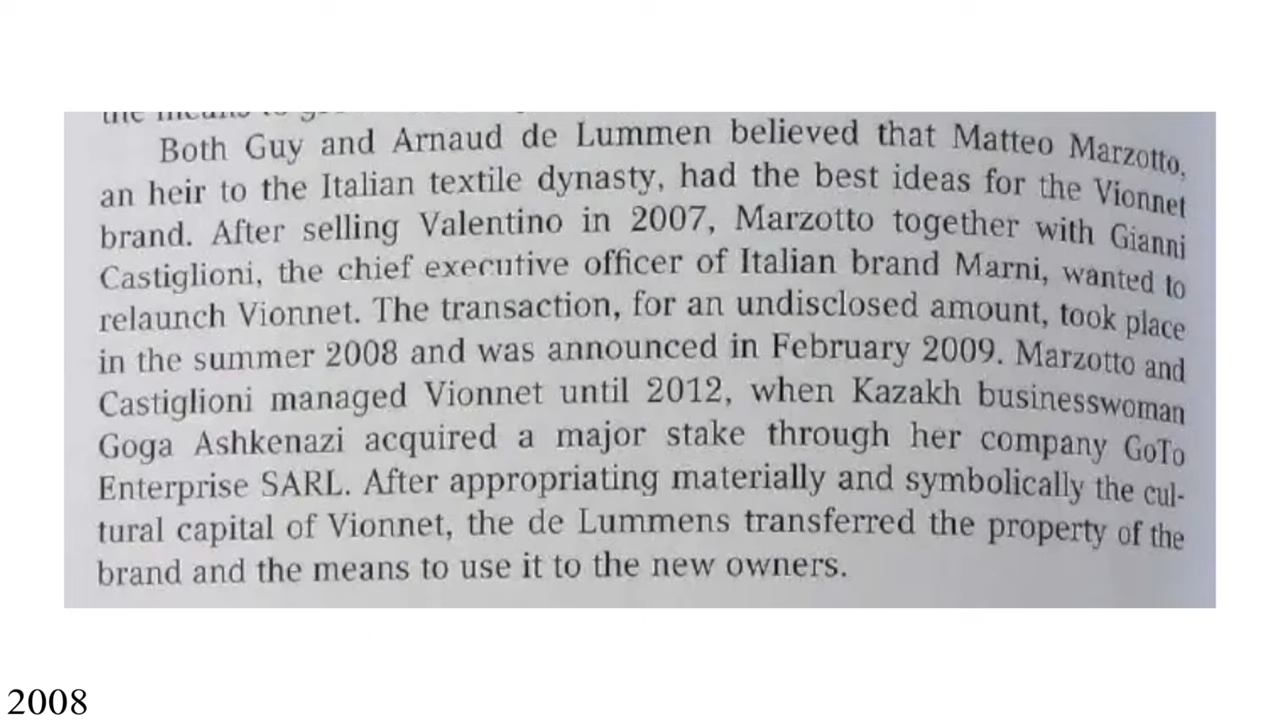 the means to
Both Guy and Arnaud de Lummen believed that Matteo Marzotto,
an heir to the Italian textile dynasty, had the best ideas for the Vionnet
brand. After selling Valentino in 2007, Marzotto together with Gianni
Castiglioni, the chief executive officer of Italian brand Marni, wanted to
relaunch Vionnet. The transaction, for an undisclosed amount, took place
in the summer 2008 and was announced in February 2009. Marzotto and
Castiglioni managed Vionnet until 2012, when Kazakh businesswoman
Goga Ashkenazi acquired a major stake through her company GoTo
Enterprise SARL. After appropriating materially and symbolically the cul-
tural capital of Vionnet, the de Lummens transferred the property of the
brand and the means to use it to the new owners.
2008